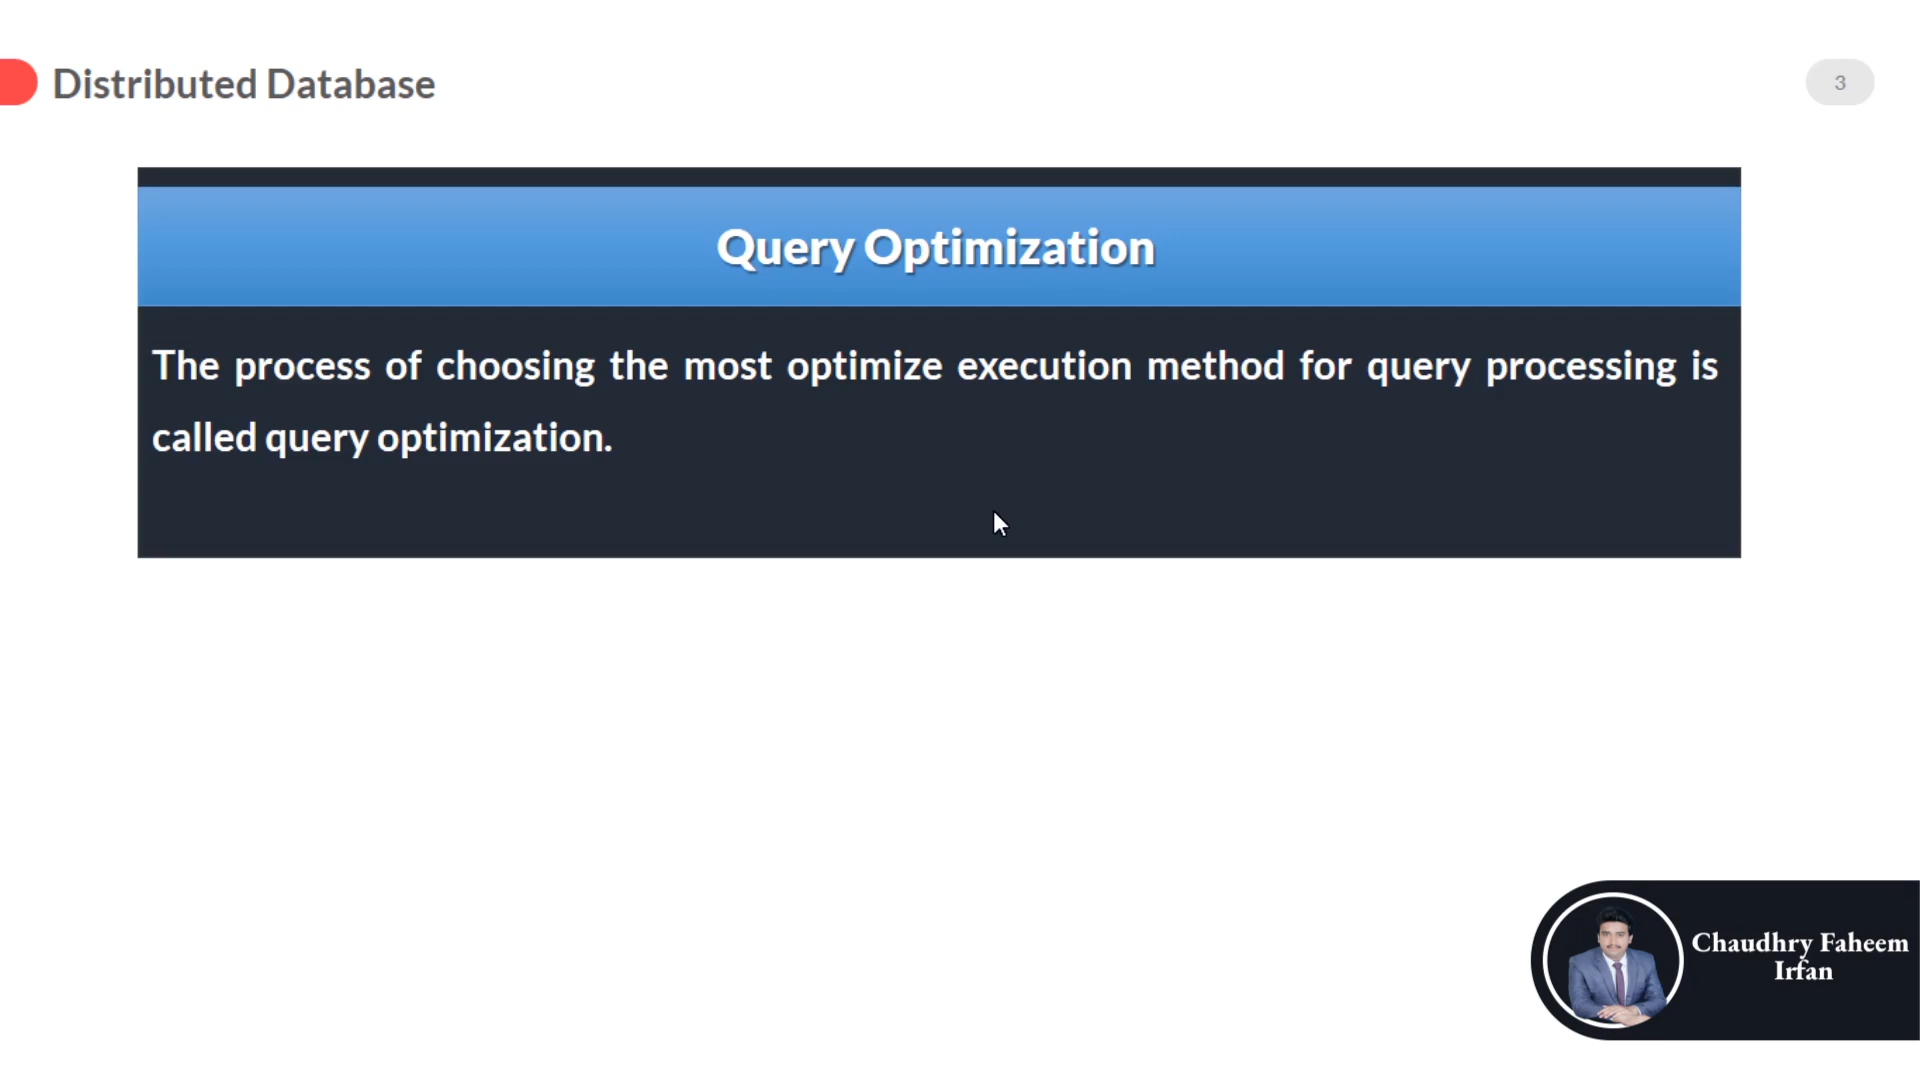 Distributed Database
3
Query Optimization
The process of choosing the most optimize execution method for query processing is
called query optimization.
Chaudhry Faheem
Irfan